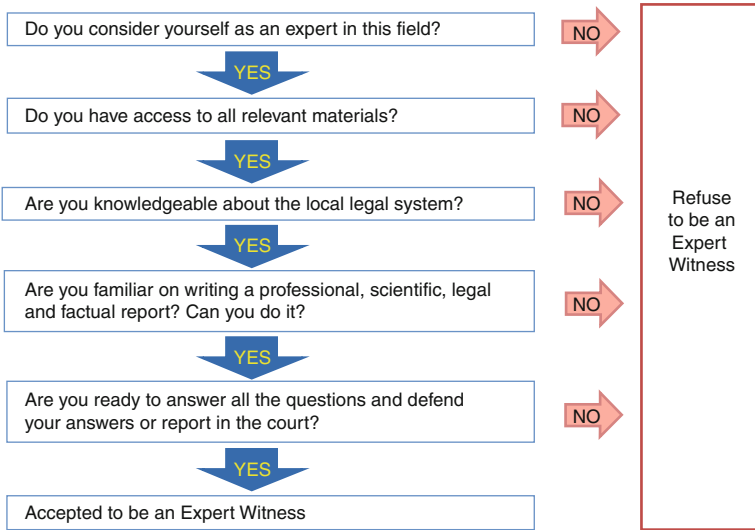 Do you consider yourself as an expert in this field?
NO
YES
Do you have access to all relevant materials?
NO
YES
Are you knowledgeable about the local legal system?
NO
YES
Are you familiar on writing a professional, scientific, legal
and factual report? Can you do it?
NO
YES
Are you ready to answer all the questions and defend
your answers or report in the court?
NO
YES
Accepted to be an Expert Witness
Refuse
to be an
Expert
Witness